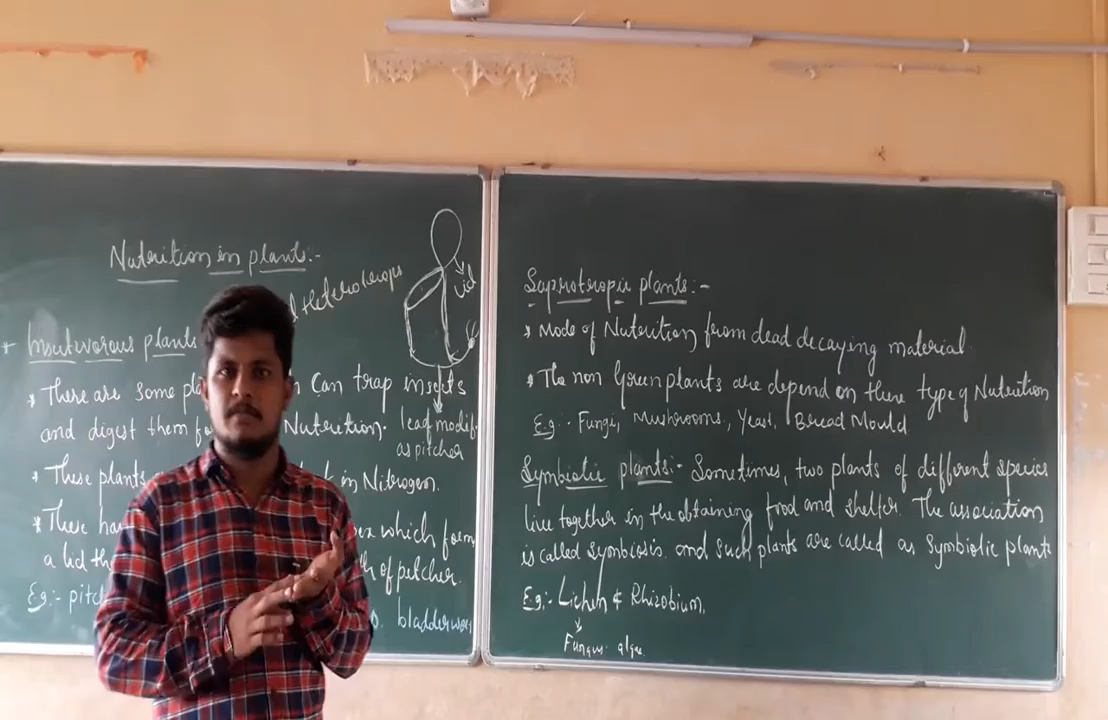 Nutrition in plants:-
Heterotrops
lid
Insectivorous plants
* There are some can trap insects
and digest them Nutrition.
leaf modif
as pitcher
* These plants in Nitrogen.
* These ha which form
a lid th of pitcher.
Eg:- pitc bladderwor
Saprotropic plants:-
* Mode of Nutrition from dead decaying material
* The non Green plants are depend on these type of Nutrition
Eg:- Fungi, Mushrooms, Yeast, Bread Mould.
Symbiotic plants:- Sometimes, two plants of different species
live together in the obtaining food and shelter. The association
is called symbiosis and such plants are called as Symbiotic plants
Eg:- Lichen & Rhizobium,
Fungus algae.